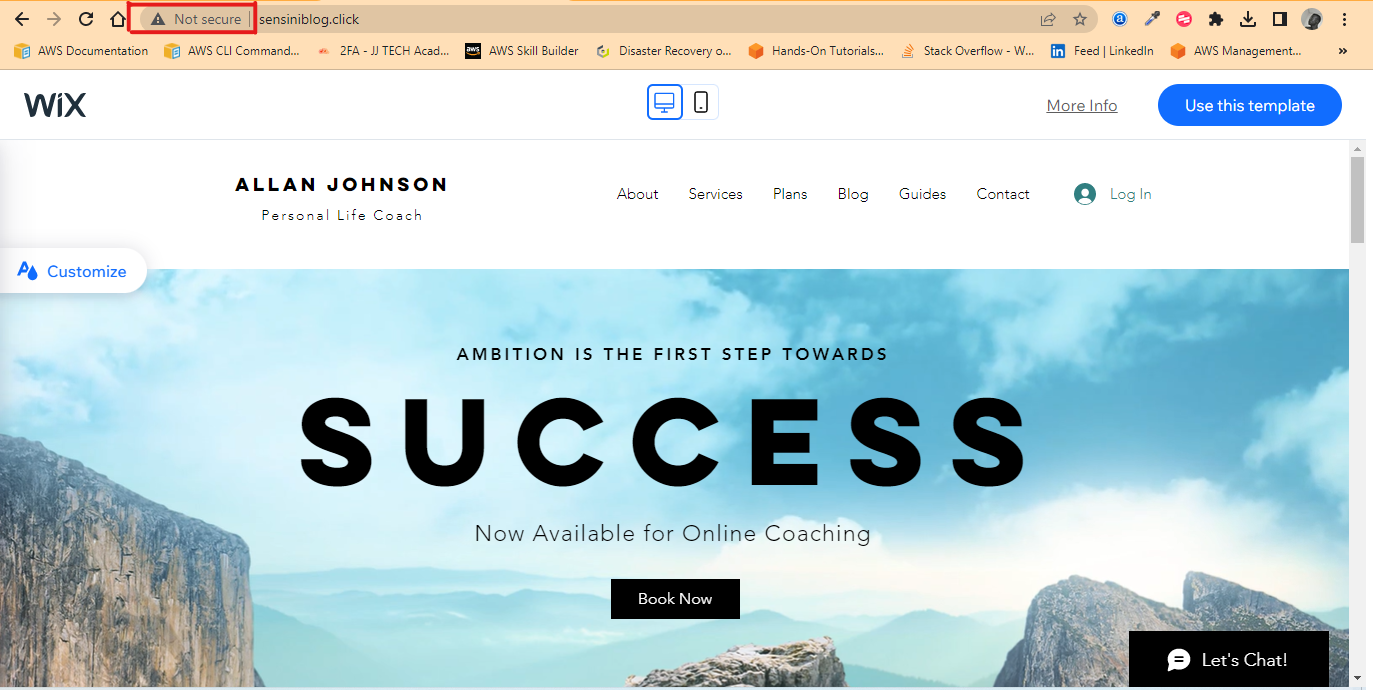 Not secure | sensiniblog.click
AWS Documentation AWS CLI Command... 2FA - JJ TECH Acad... aws AWS Skill Builder Disaster Recovery o... Hands-On Tutorials... Stack Overflow - W... in Feed | LinkedIn AWS Management... »
WiX More Info Use this template
ALLAN JOHNSON
Personal Life Coach
About Services Plans Blog Guides Contact Log In
Customize
AMBITION IS THE FIRST STEP TOWARDS
SUCCESS
Now Available for Online Coaching
Book Now
Let's Chat!